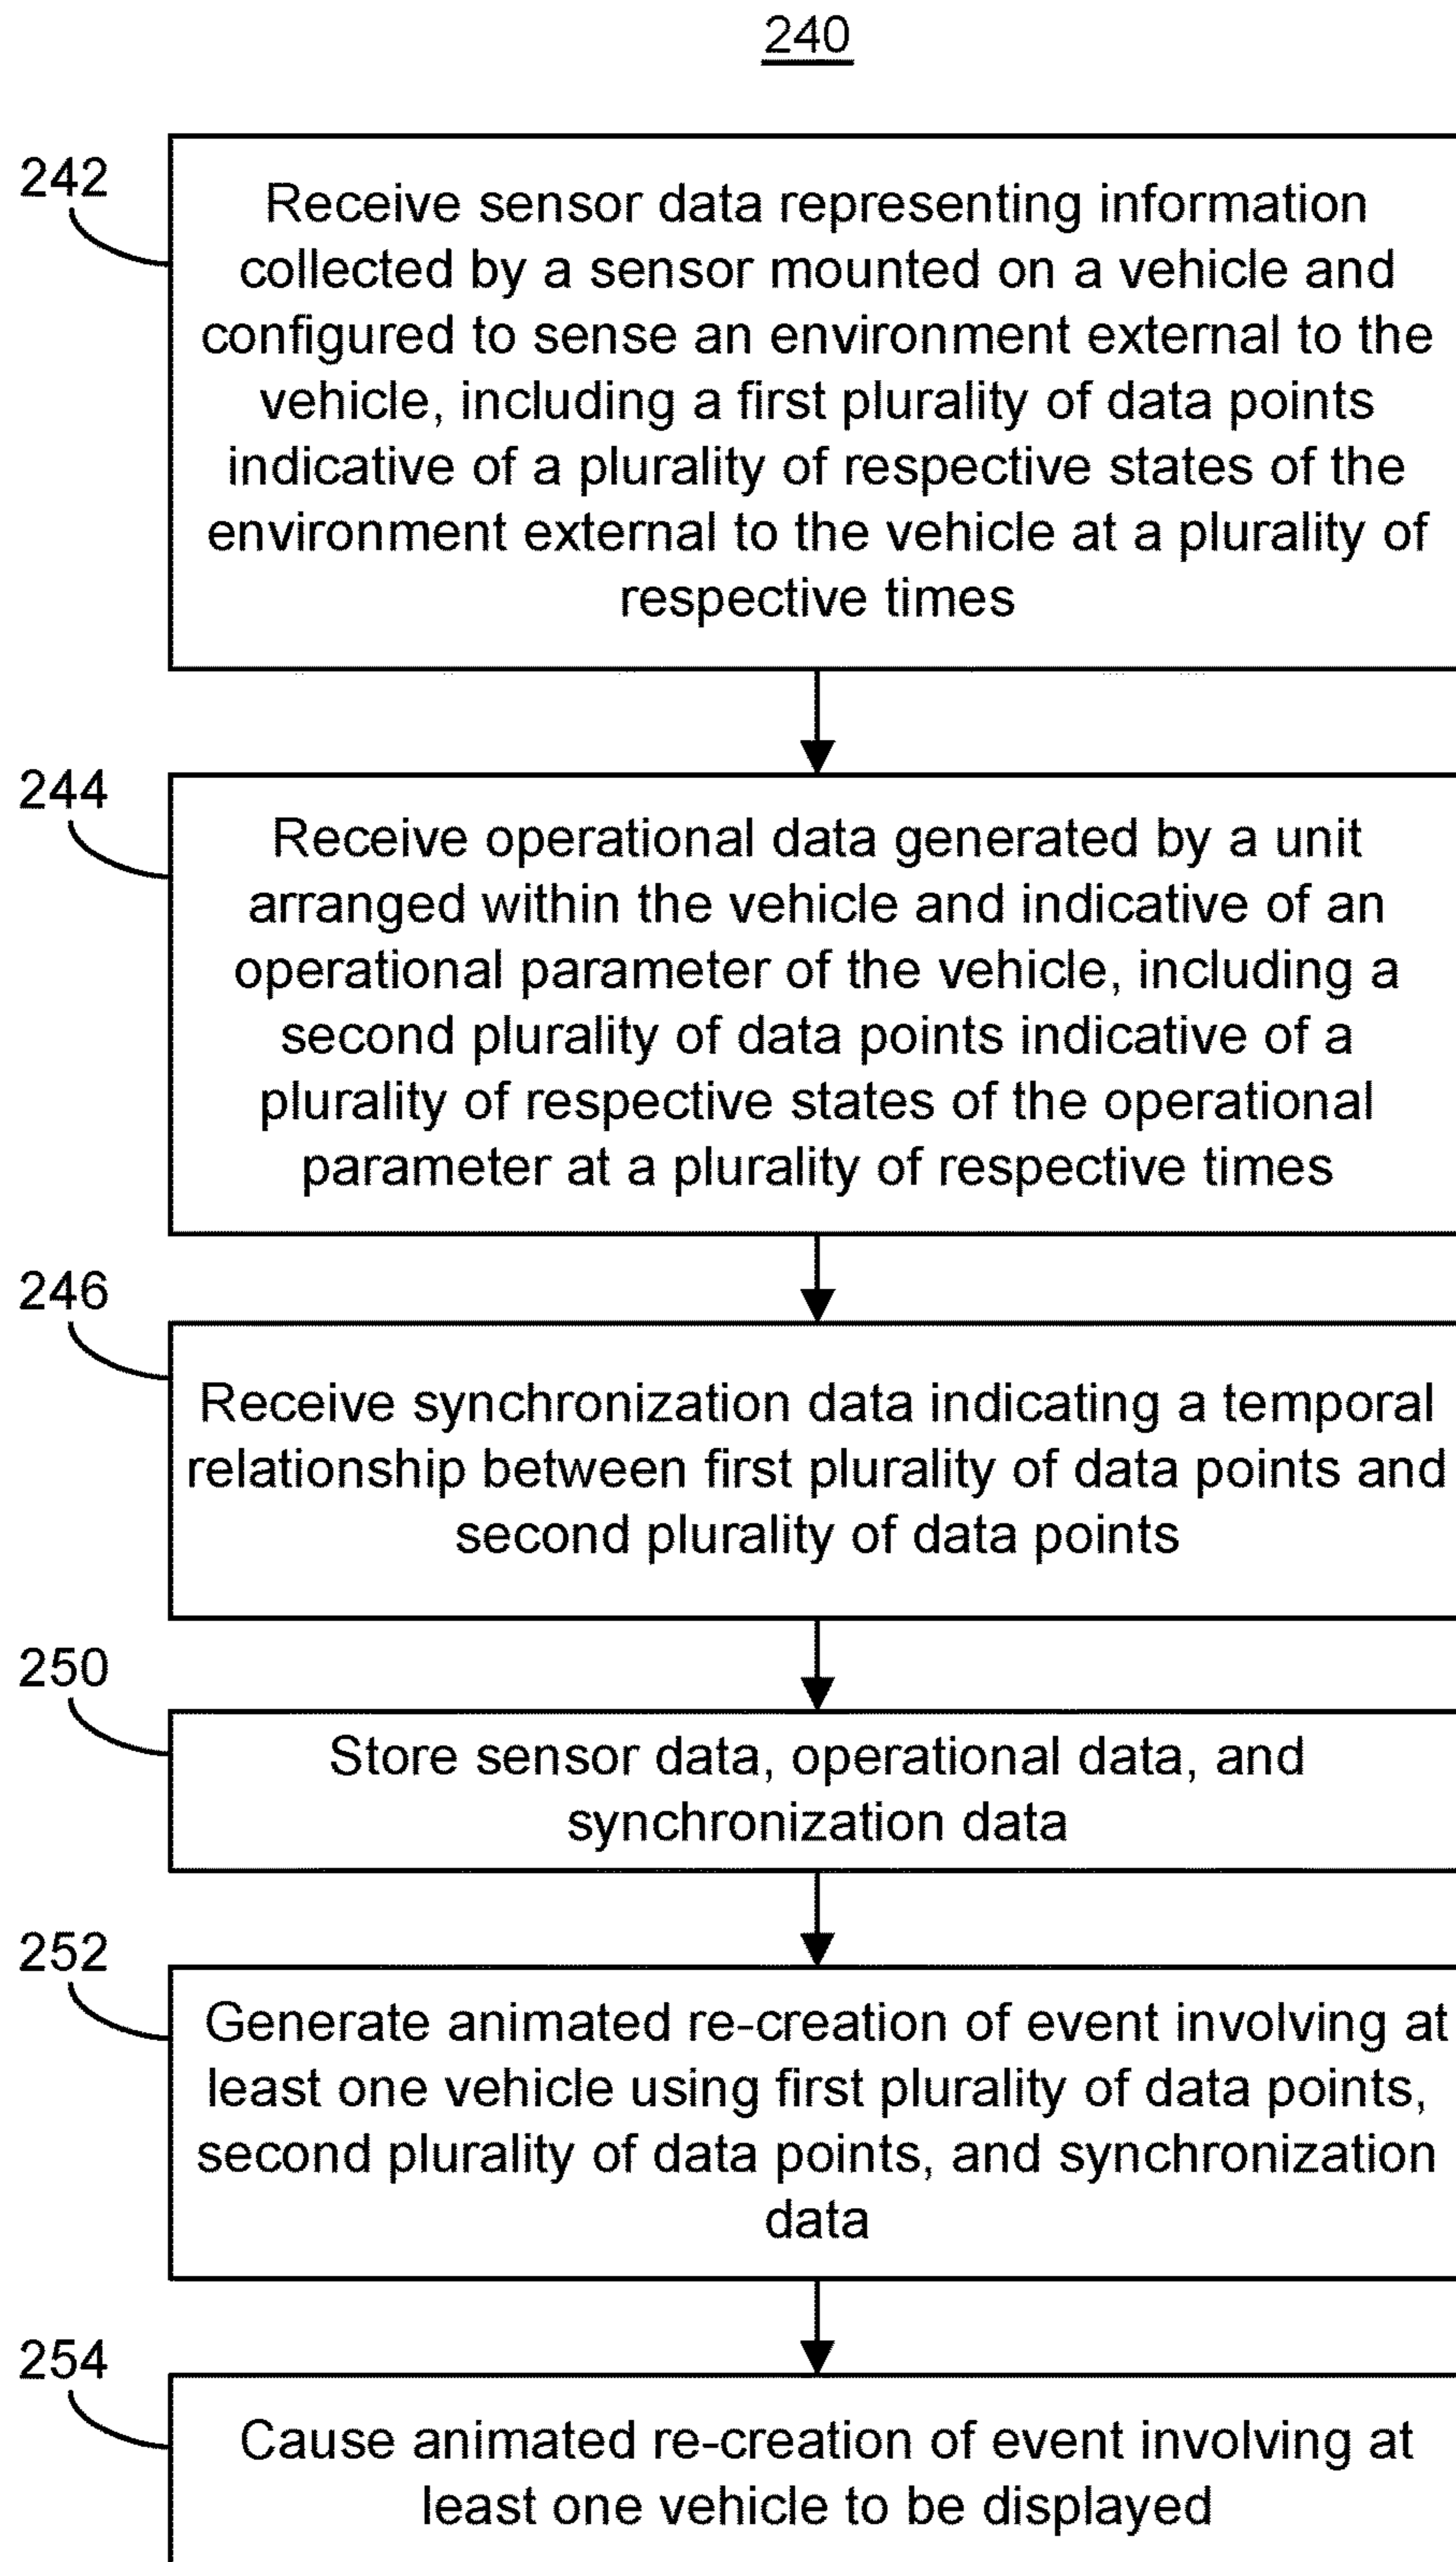 240
242
Receive sensor data representing information
collected by a sensor mounted on a vehicle and
configured to sense an environment external to the
vehicle, including a first plurality of data points
indicative of a plurality of respective states of the
environment external to the vehicle at a plurality of
respective times
244
Receive operational data generated by a unit
arranged within the vehicle and indicative of an
operational parameter of the vehicle, including a
second plurality of data points indicative of a
plurality of respective states of the operational
parameter at a plurality of respective times
246
Receive synchronization data indicating a temporal
relationship between first plurality of data points and
second plurality of data points
250
Store sensor data, operational data, and
synchronization data
252
Generate animated re-creation of event involving at
least one vehicle using first plurality of data points,
second plurality of data points, and synchronization
data
254
Cause animated re-creation of event involving at
least one vehicle to be displayed